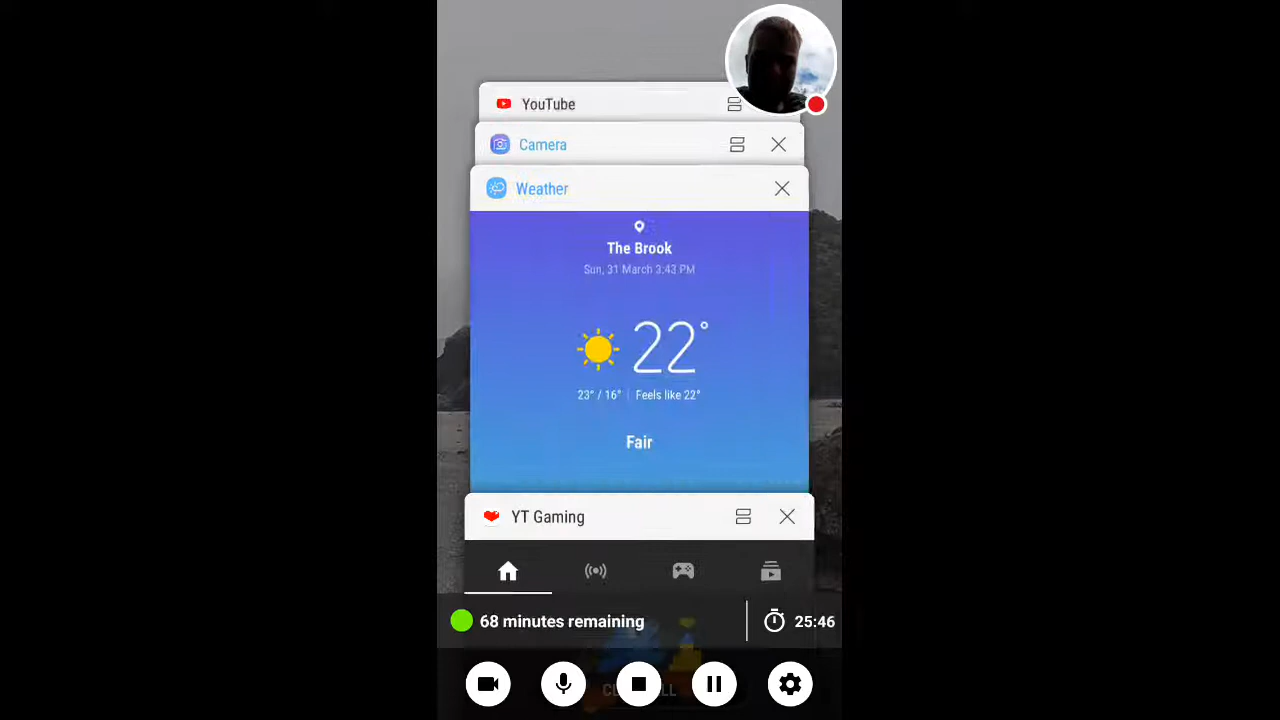 YouTube
Camera
Weather
The Brook
Sun, 31 March 3:43 PM
22°
23° / 16° | Feels like 22°
Fair
YT Gaming
68 minutes remaining
25:46